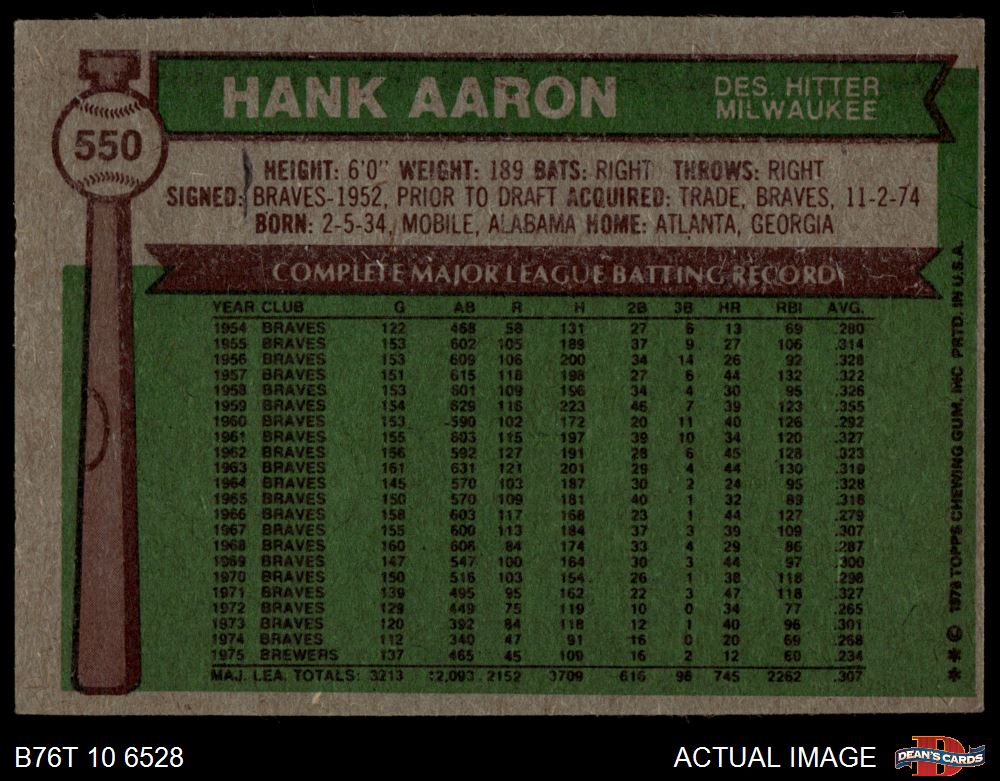 HANK AARON
DES. HITTER
MILWAUKEE
550
HEIGHT: 6'0" WEIGHT: 189 BATS: RIGHT THROWS: RIGHT
SIGNED: BRAVES-1952, PRIOR TO DRAFT ACQUIRED: TRADE, BRAVES, 11-2-74
BORN: 2-5-34, MOBILE, ALABAMA HOME: ATLANTA, GEORGIA
COMPLETE MAJOR LEAGUE BATTING RECORD
YEAR CLUB G AB R H 2B 3B HR RBI AVG.
1954 BRAVES 122 468 58 131 27 6 13 69 .280
1955 BRAVES 153 602 105 189 37 9 27 106 .314
1956 BRAVES 153 609 106 200 34 14 26 92 .328
1957 BRAVES 151 615 118 198 27 6 44 132 .322
1958 BRAVES 153 601 109 196 34 4 30 95 .326
1959 BRAVES 154 629 116 223 46 7 39 123 .355
1960 BRAVES 153 590 102 172 20 11 40 126 .292
1961 BRAVES 155 603 115 197 39 10 34 120 .327
1962 BRAVES 156 592 127 191 28 6 45 128 .323
1963 BRAVES 161 631 121 201 29 4 44 130 .319
1964 BRAVES 145 570 103 187 30 2 24 95 .328
1965 BRAVES 150 570 109 181 40 1 32 89 .318
1966 BRAVES 158 603 117 168 23 1 44 127 .279
1967 BRAVES 155 600 113 184 37 3 39 109 .307
1968 BRAVES 160 606 84 174 33 4 29 86 .287
1969 BRAVES 147 547 100 164 30 3 44 97 .300
1970 BRAVES 150 516 103 154 26 1 38 118 .298
1971 BRAVES 139 495 95 162 22 3 47 118 .327
1972 BRAVES 129 449 75 119 10 0 34 77 .265
1973 BRAVES 120 392 84 118 12 1 40 96 .301
1974 BRAVES 112 340 47 91 16 0 20 69 .268
1975 BREWERS 137 465 45 109 16 2 12 60 .234
MAJ. LEA. TOTALS: 3213 12,093 2152 3709 616 96 745 2262 .307
** © 1976 TOPPS CHEWING GUM, INC PRTD. IN U.S.A.
B76T 10 6528
ACTUAL IMAGE
D
DEAN'S CARDS